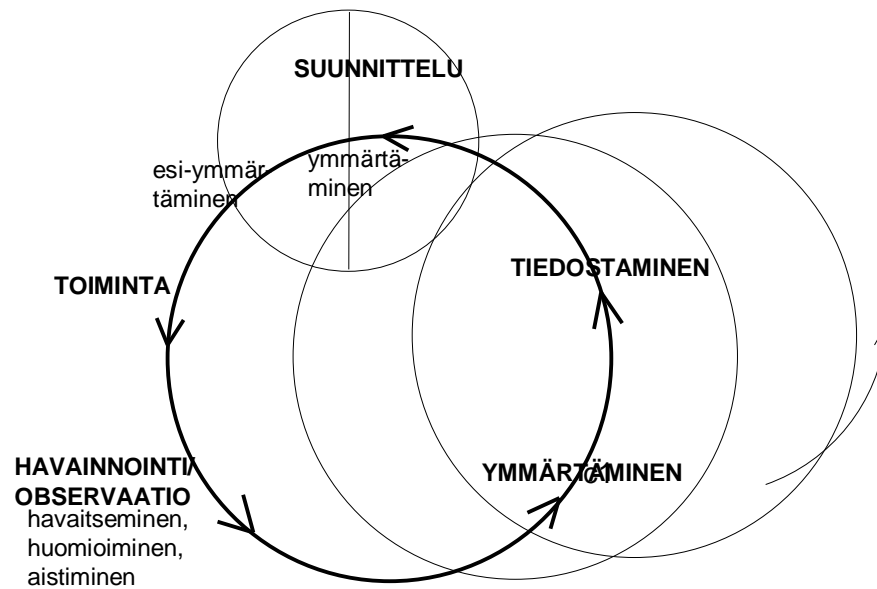 SUUNNITTELU
esi-ymmär-
täminen
ymmärtä-
minen
TOIMINTA
TIEDOSTAMINEN
HAVAINNOINTI/
OBSERVAATIO
havaitseminen,
huomioiminen,
aistiminen
YMMÄRTÄMINEN